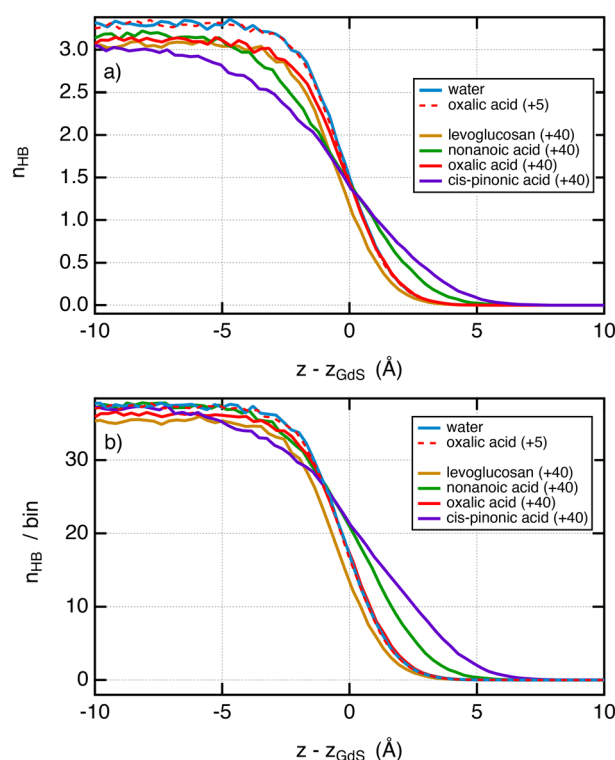 3.0
2.5
2.0
1.5
1.0
0.5
0.0
n_HB
a)
water
oxalic acid (+5)
levoglucosan (+40)
nonanoic acid (+40)
oxalic acid (+40)
cis-pinonic acid (+40)
-10 -5 0 5 10
z - z_GdS (Å)
30
20
10
0
n_HB / bin
b)
water
oxalic acid (+5)
levoglucosan (+40)
nonanoic acid (+40)
oxalic acid (+40)
cis-pinonic acid (+40)
-10 -5 0 5 10
z - z_GdS (Å)